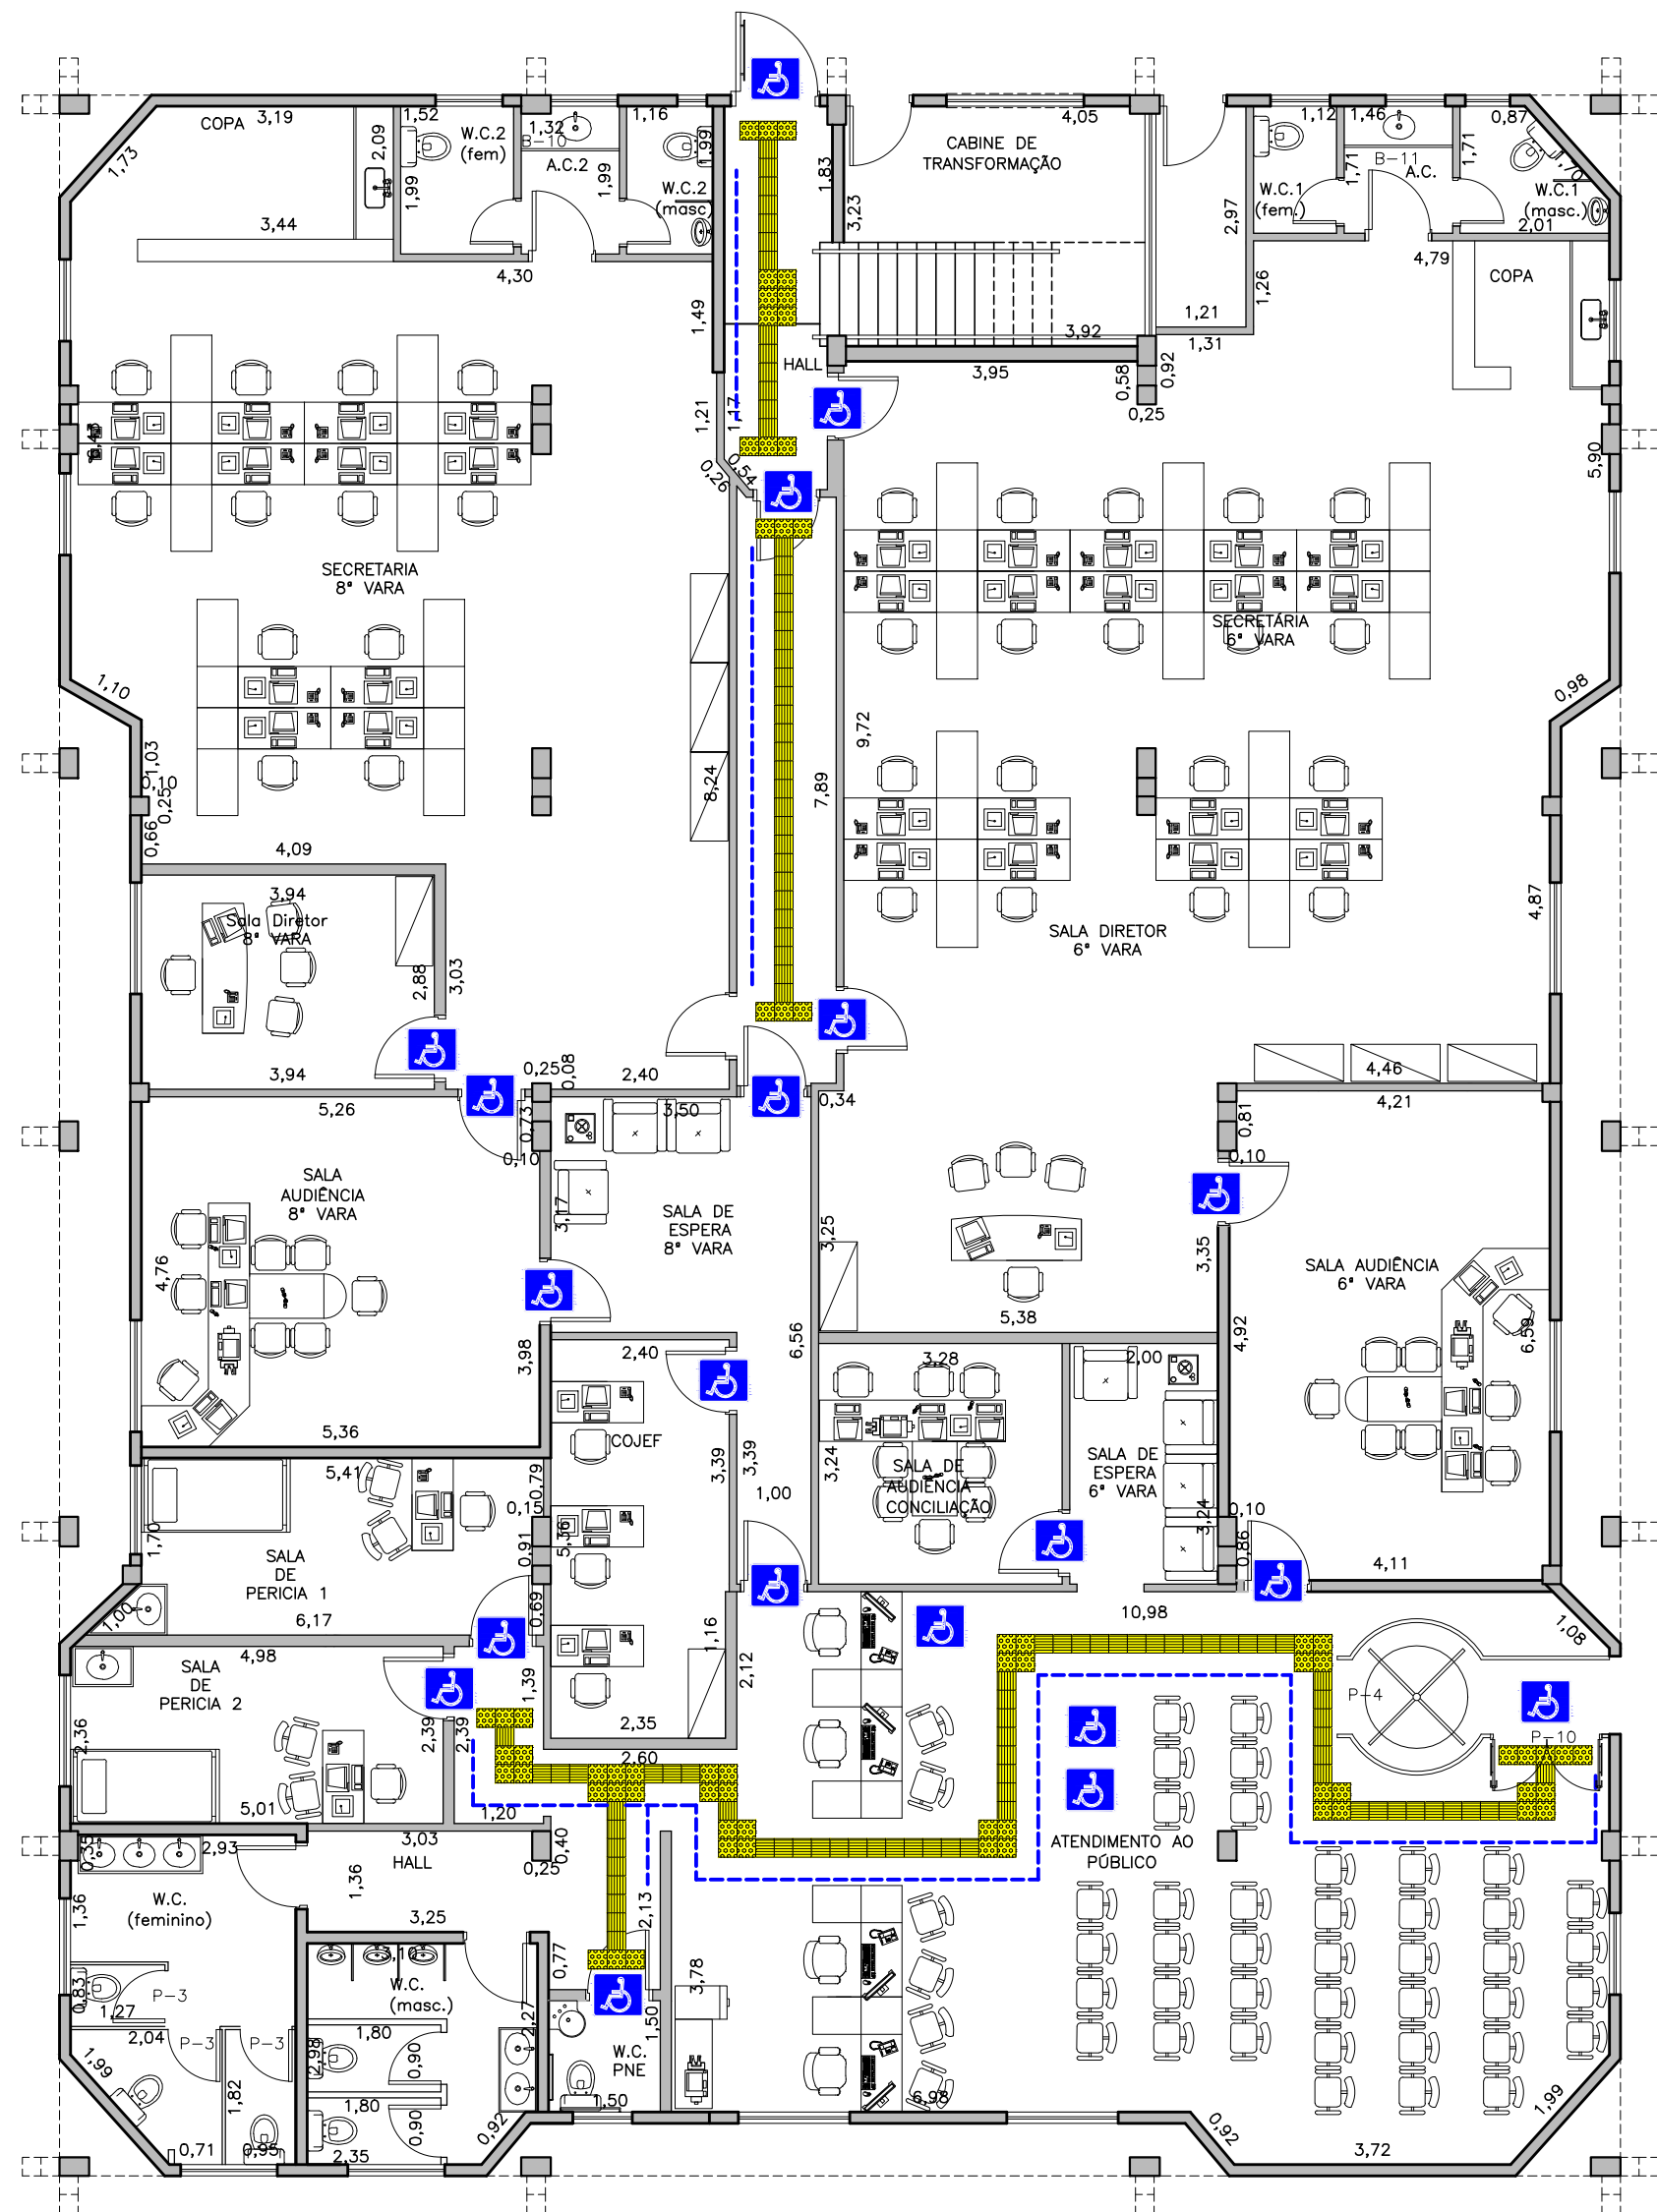 COPA
3,19
1,52
W.C.2
(fem)
1,32
B-10
A.C.2
1,16
1,99
W.C.2
(masc)
2,09
1,99
1,99
1,73
3,44
4,30
1,83
3,23
CABINE DE
TRANSFORMAÇÃO
4,05
1,12
1,46
0,87
1,71
B-11
A.C.
1,71
W.C.1
(fem.)
W.C.1
(masc.)
2,01
2,97
4,79
1,26
COPA
1,21
1,31
1,49
3,92
HALL
3,95
0,58
0,92
0,25
1,21
1,17
0,54
0,26
5,90
SECRETARIA
8ª VARA
SECRETÁRIA
6ª VARA
1,10
0,98
1,03
0,10
0,25
0,66
8,24
7,89
9,72
4,09
3,94
Sala Diretor
8ª VARA
2,88
3,03
4,87
SALA DIRETOR
6ª VARA
3,94
0,25
0,08
2,40
4,46
5,26
0,73
0,10
3,50
0,34
4,21
0,81
0,10
SALA
AUDIÊNCIA
8ª VARA
3,17
SALA DE
ESPERA
8ª VARA
3,25
3,35
4,76
SALA AUDIÊNCIA
6ª VARA
5,38
3,98
6,56
4,92
6,59
2,40
3,28
2,00
5,36
COJEF
5,41
0,79
3,39
3,39
3,24
SALA DE
AUDIÊNCIA
CONCILIAÇÃO
SALA DE
ESPERA
6ª VARA
1,00
0,15
5,36
0,91
3,24
0,10
0,86
1,70
SALA
DE
PERICIA 1
4,11
1,00
6,17
0,69
1,16
10,98
1,08
4,98
SALA
DE
PERICIA 2
1,39
2,12
P-4
2,36
2,39
2,39
2,35
P-10
2,60
5,01
1,20
3,03
HALL
0,35
2,93
0,40
0,25
ATENDIMENTO AO
PÚBLICO
1,36
W.C.
(feminino)
1,36
3,25
2,13
3,10
0,77
3,78
0,83
P-3
1,27
W.C.
(masc.)
2,27
1,50
2,04
P-3
P-3
1,80
2,98
0,90
W.C.
PNE
1,99
1,82
1,80
0,90
0,92
1,50
6,98
1,99
0,71
0,95
2,35
0,92
3,72